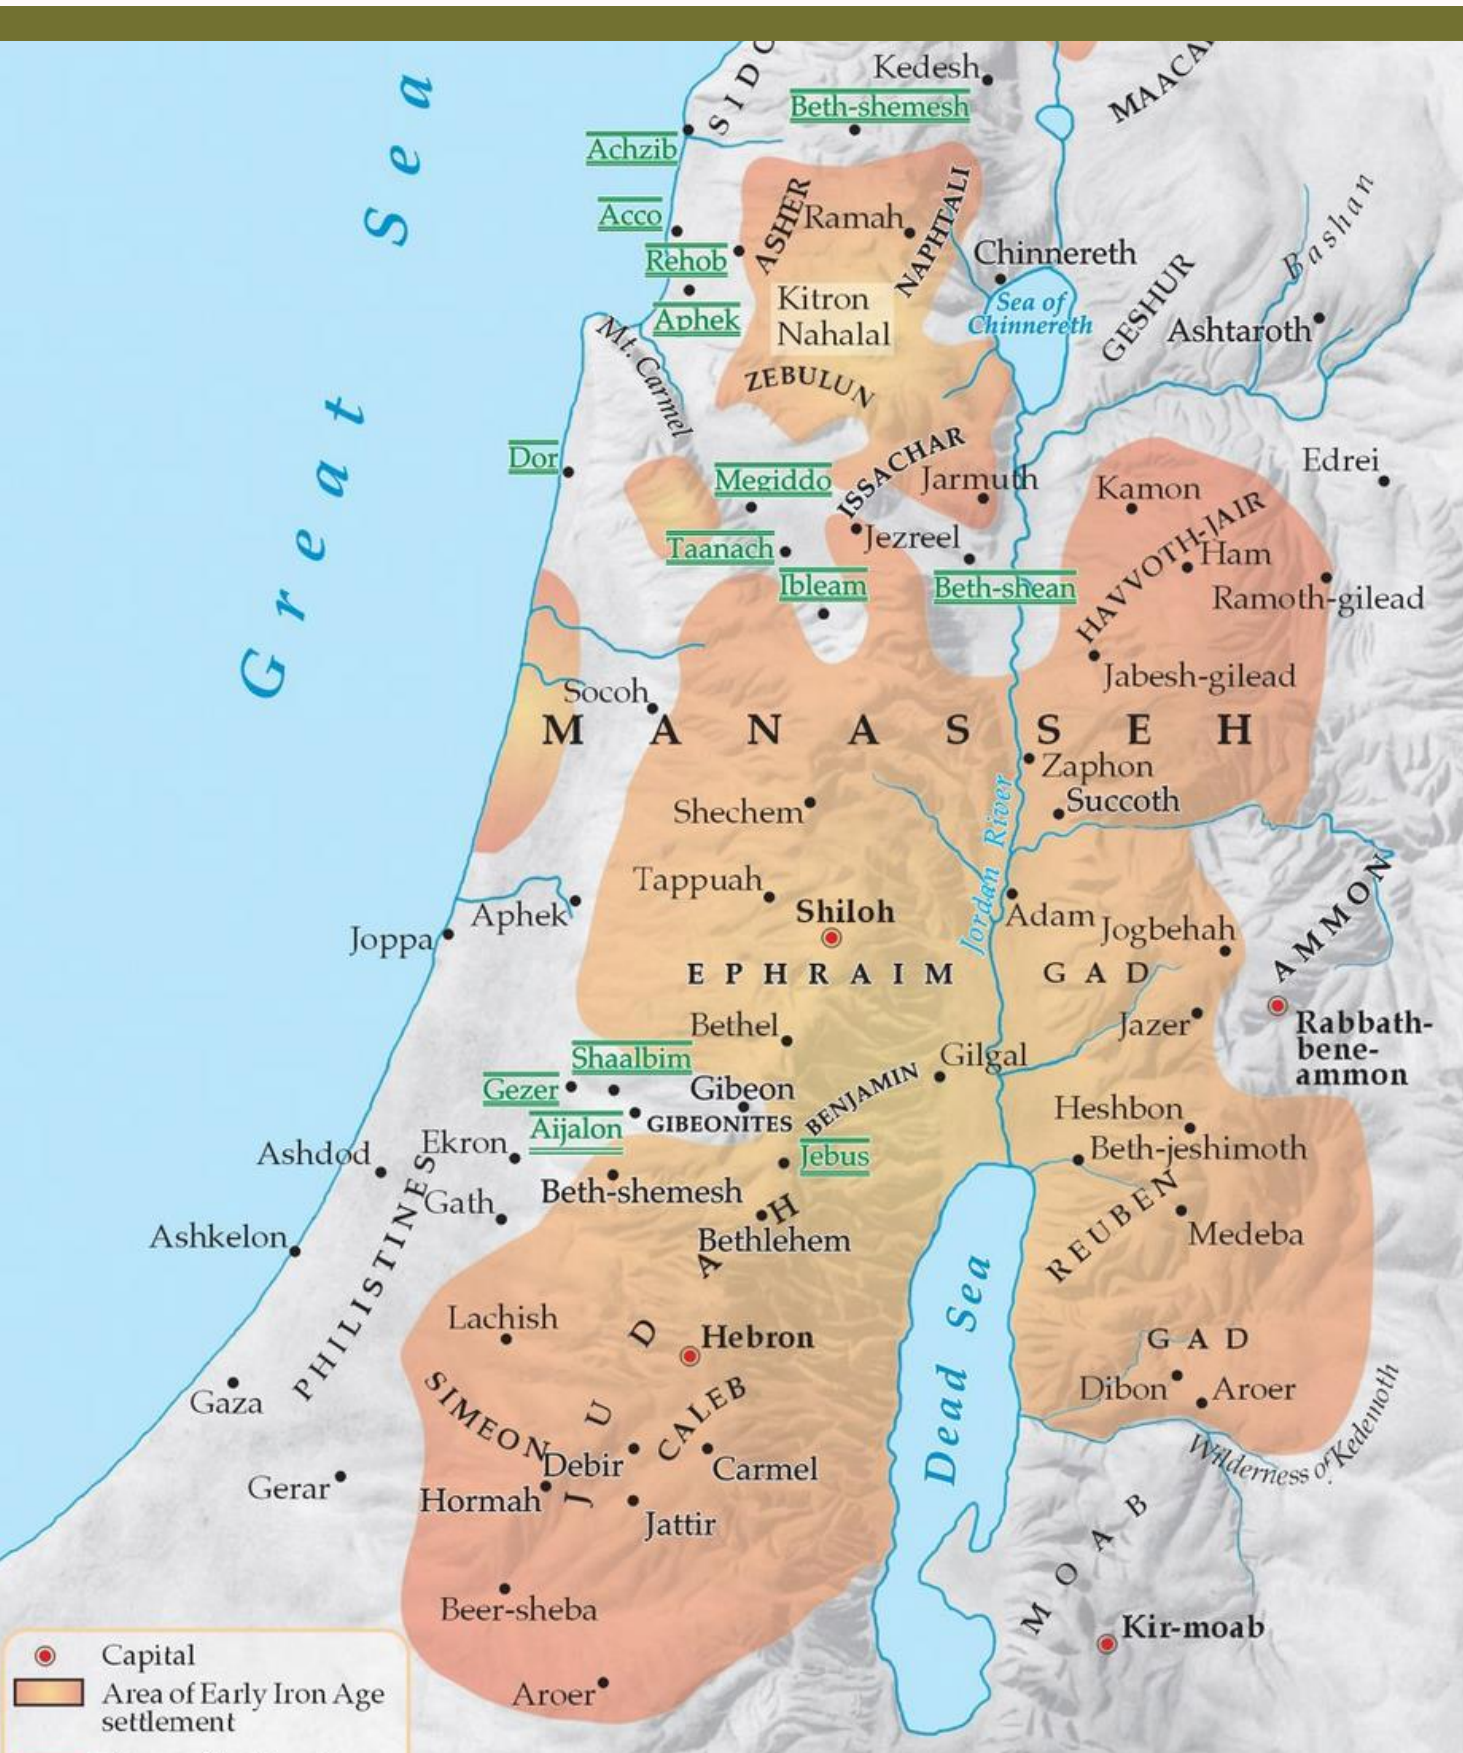 Great Sea
SIDO
Kedesh
MAACA
Beth-shemesh
Achzib
Acco
ASHER
Ramah
NAPHTALI
Bashan
Rehob
Chinnereth
Aphek
Kitron
Nahalal
Sea of
Chinnereth
GESHUR
Ashtaroth
Mt. Carmel
ZEBULUN
Dor
ISSACHAR
Edrei
Megiddo
Jarmuth
Kamon
HAVVOTH-JAIR
Taanach
Jezreel
Ham
Ibleam
Beth-shean
Ramoth-gilead
Jabesh-gilead
Socoh
MANASSEH
Zaphon
Succoth
Shechem
Jordan River
Tappuah
AMMON
Aphek
Shiloh
Adam
Jogbehah
Joppa
EPHRAIM
GAD
Bethel
Jazer
Rabbath-
bene-
ammon
Shaalbim
Gilgal
Gezer
Gibeon
BENJAMIN
Heshbon
Aijalon
GIBEONITES
Ashdod
Ekron
Jebus
Beth-jeshimoth
PHILISTINES
Gath
Beth-shemesh
REUBEN
Ashkelon
Bethlehem
Medeba
JUDAH
Dead Sea
Lachish
Hebron
GAD
Gaza
SIMEON
CALEB
Dibon
Aroer
Wilderness of Kedemoth
Debir
Carmel
Gerar
Hormah
Jattir
MOAB
Beer-sheba
Kir-moab
Aroer
Capital
Area of Early Iron Age
settlement